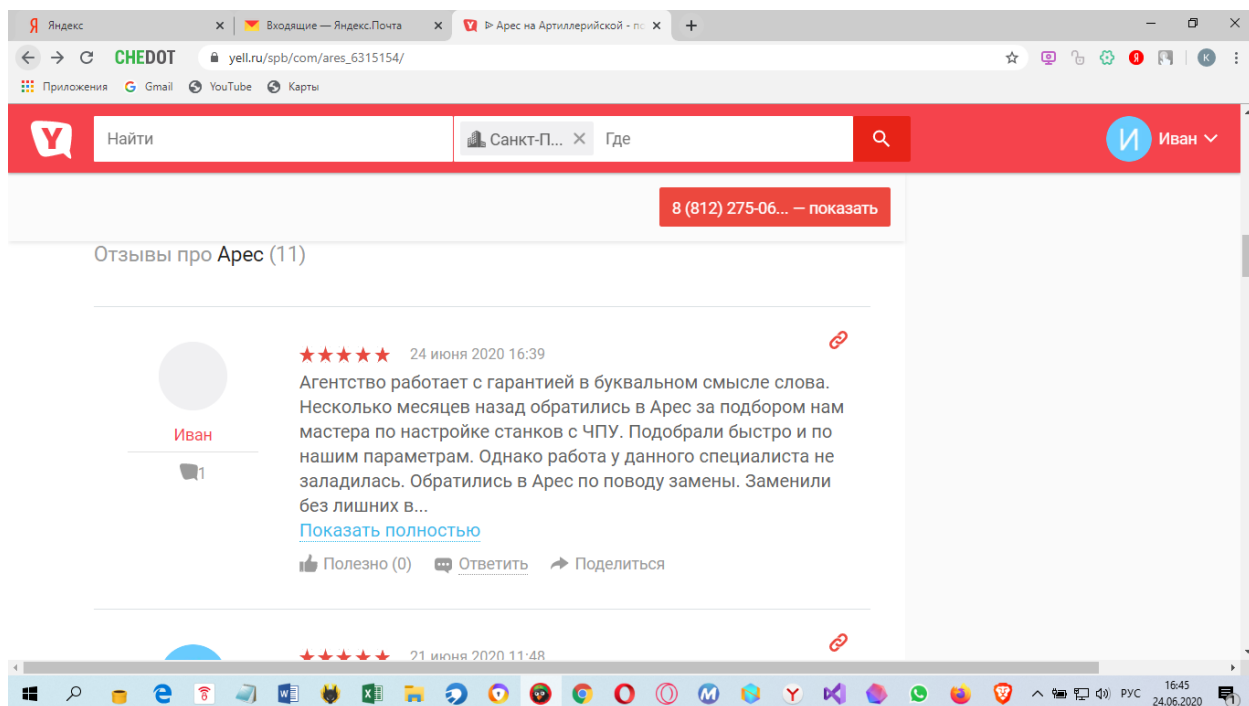 Я Яндекс
Входящие — Яндекс.Почта
Арес на Артиллерийской - по
CHEDOT
yell.ru/spb/com/ares_6315154/
Я
К
Приложения
G Gmail
YouTube
Карты
Y
Найти
Санкт-П...
Где
И
Иван
8 (812) 275-06... — показать
Отзывы про Арес (11)
24 июня 2020 16:39
Агентство работает с гарантией в буквальном смысле слова.
Несколько месяцев назад обратились в Арес за подбором нам
Иван
мастера по настройке станков с ЧПУ. Подобрали быстро и по
нашим параметрам. Однако работа у данного специалиста не
1
заладилась. Обратились в Арес по поводу замены. Заменили
без лишних в...
Показать полностью
Полезно (0)
Ответить
Поделиться
21 июня 2020 11:48
РУС
16:45
24.06.2020
1